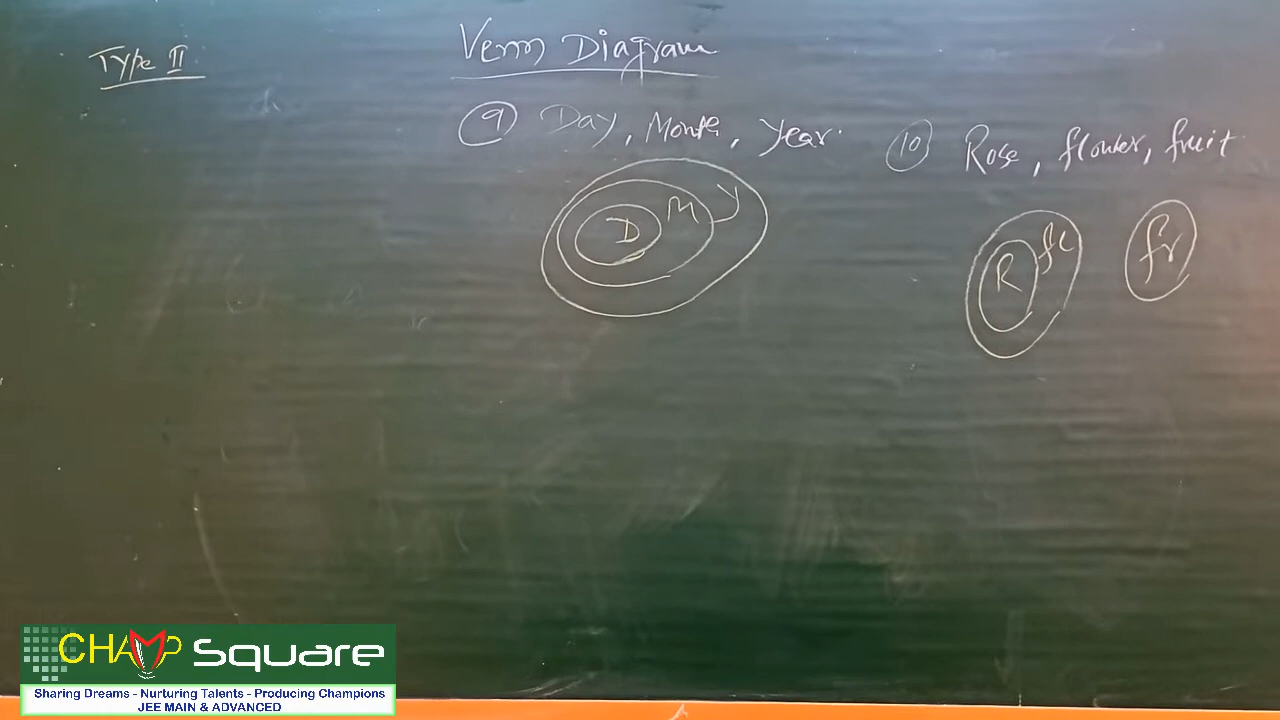 Type II
Venn Diagram
9 Day, Month, Year.
10 Rose, flower, fruit
D M Y
R fl fr
CHAMP Square
Sharing Dreams - Nurturing Talents - Producing Champions
JEE MAIN & ADVANCED